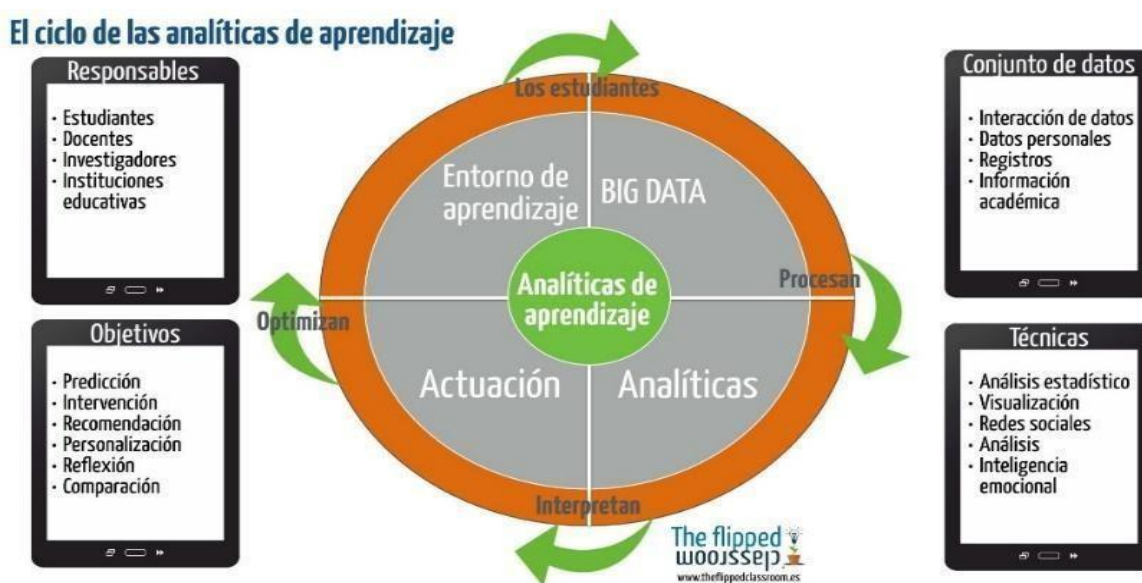 El ciclo de las analíticas de aprendizaje
Responsables
· Estudiantes
· Docentes
· Investigadores
· Instituciones
educativas
Objetivos
· Predicción
· Intervención
· Recomendación
· Personalización
· Reflexión
· Comparación
Los estudiantes
Entorno de
aprendizaje
BIG DATA
Analíticas de
aprendizaje
Procesan
Optimizan
Actuación
Analíticas
Interpretan
The flipped
classroom
www.theflippedclassroom.es
Conjunto de datos
· Interacción de datos
· Datos personales
· Registros
· Información
académica
Técnicas
· Análisis estadístico
· Visualización
· Redes sociales
· Análisis
· Inteligencia
emocional